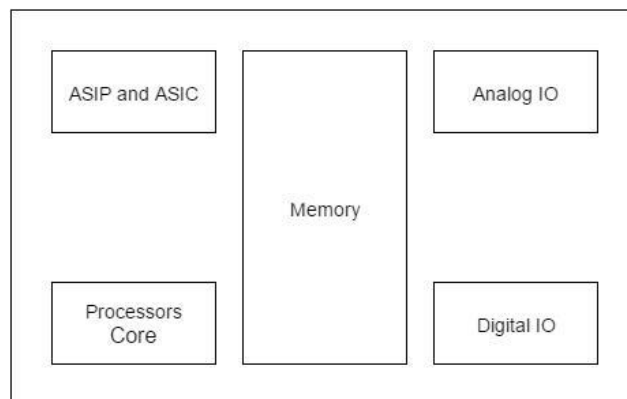 ASIP and ASIC
Analog IO
Memory
Processors
Core
Digital IO